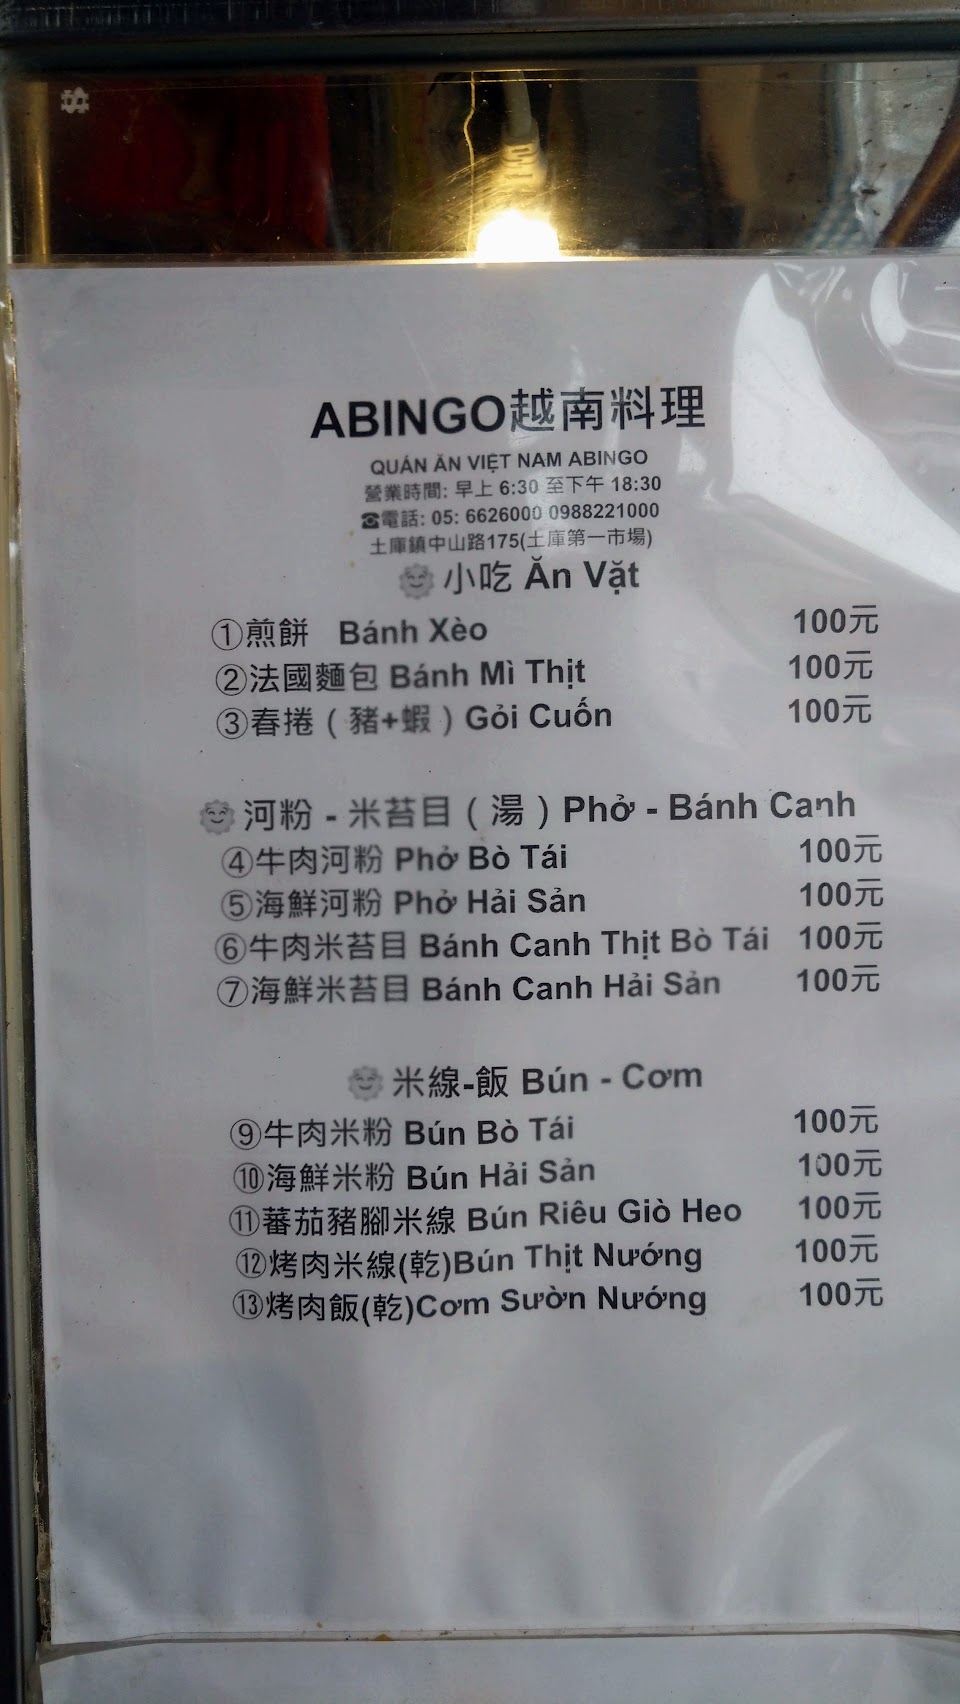 ABINGO越南料理
QUÁN ĂN VIỆT NAM ABINGO
營業時間: 早上 6:30 至下午 18:30
☎電話: 05: 6626000 0988221000
土庫鎮中山路175(土庫第一市場)
小吃 Ăn Vặt
①煎餅 Bánh Xèo 100元
②法國麵包 Bánh Mì Thịt 100元
③春捲（豬+蝦）Gỏi Cuốn 100元
河粉 - 米苔目（湯）Phở - Bánh Canh
④牛肉河粉 Phở Bò Tái 100元
⑤海鮮河粉 Phở Hải Sản 100元
⑥牛肉米苔目 Bánh Canh Thịt Bò Tái 100元
⑦海鮮米苔目 Bánh Canh Hải Sản 100元
米線-飯 Bún - Cơm
⑨牛肉米粉 Bún Bò Tái 100元
⑩海鮮米粉 Bún Hải Sản 100元
⑪蕃茄豬腳米線 Bún Riêu Giò Heo 100元
⑫烤肉米線(乾)Bún Thịt Nướng 100元
⑬烤肉飯(乾)Cơm Sườn Nướng 100元